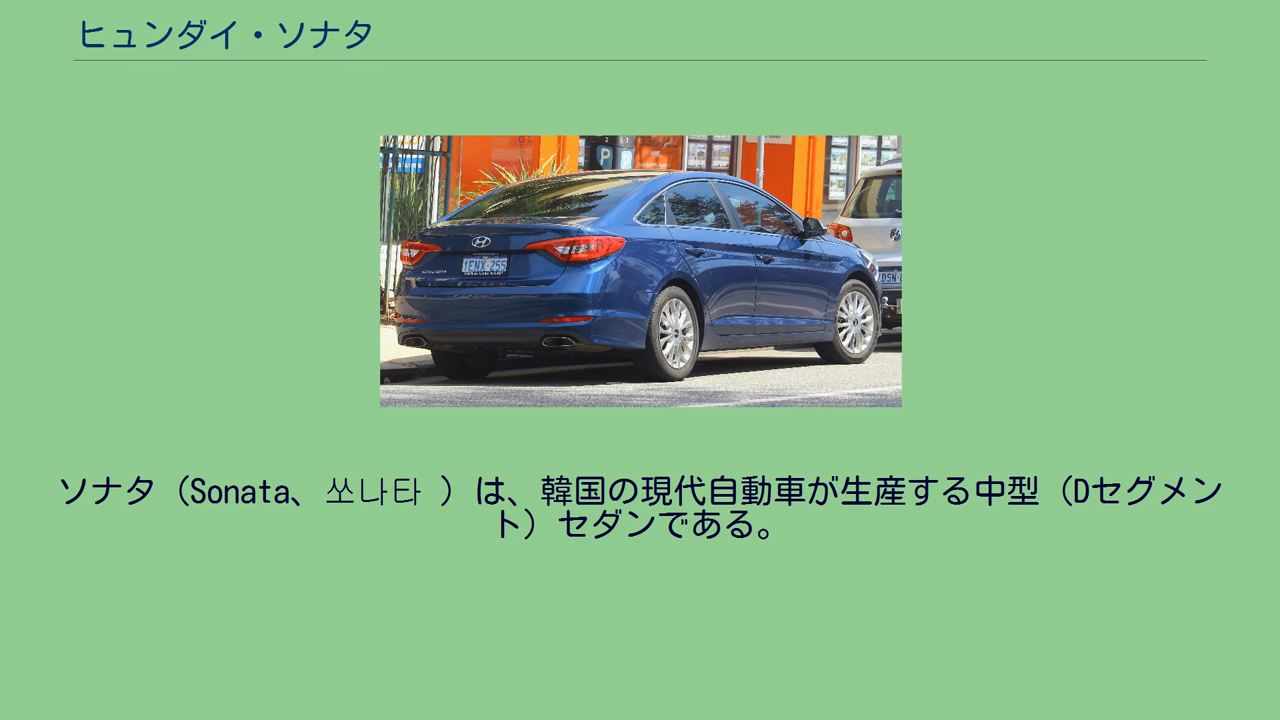 ヒュンダイ・ソナタ
P
1ENX 255
ソナタ（Sonata、쏘나타 ）は、韓国の現代自動車が生産する中型（Dセグメン
ト）セダンである。